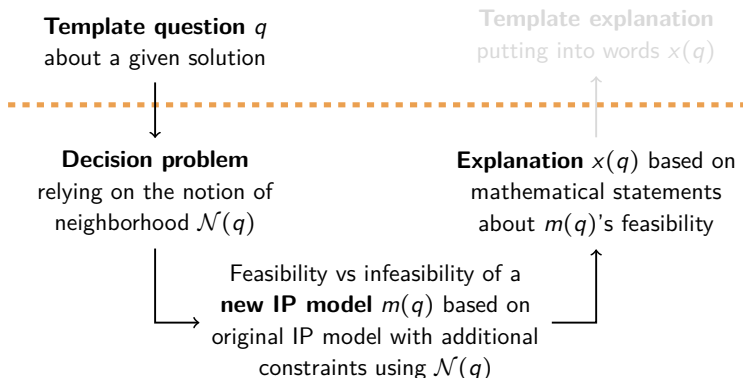 Template question q
about a given solution
Template explanation
putting into words x(q)
Decision problem
relying on the notion of
neighborhood 𝒩(q)
Explanation x(q) based on
mathematical statements
about m(q)'s feasibility
Feasibility vs infeasibility of a
new IP model m(q) based on
original IP model with additional
constraints using 𝒩(q)